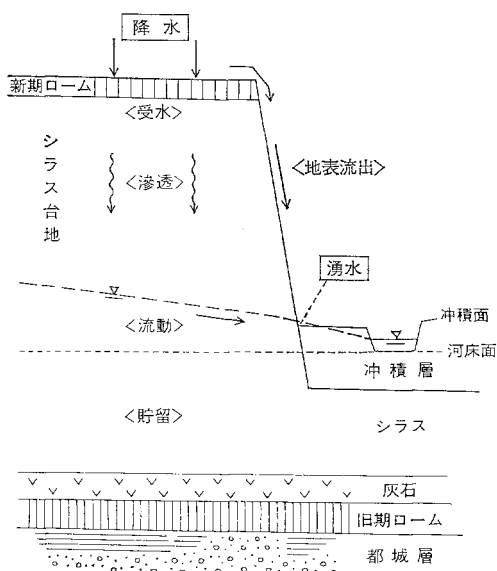 降水
新期ローム
<受水>
シラス台地
<滲透>
<地表流出>
湧水
<流動>
冲積面
河床面
冲積層
<貯留>
シラス
灰石
旧期ローム
都城層